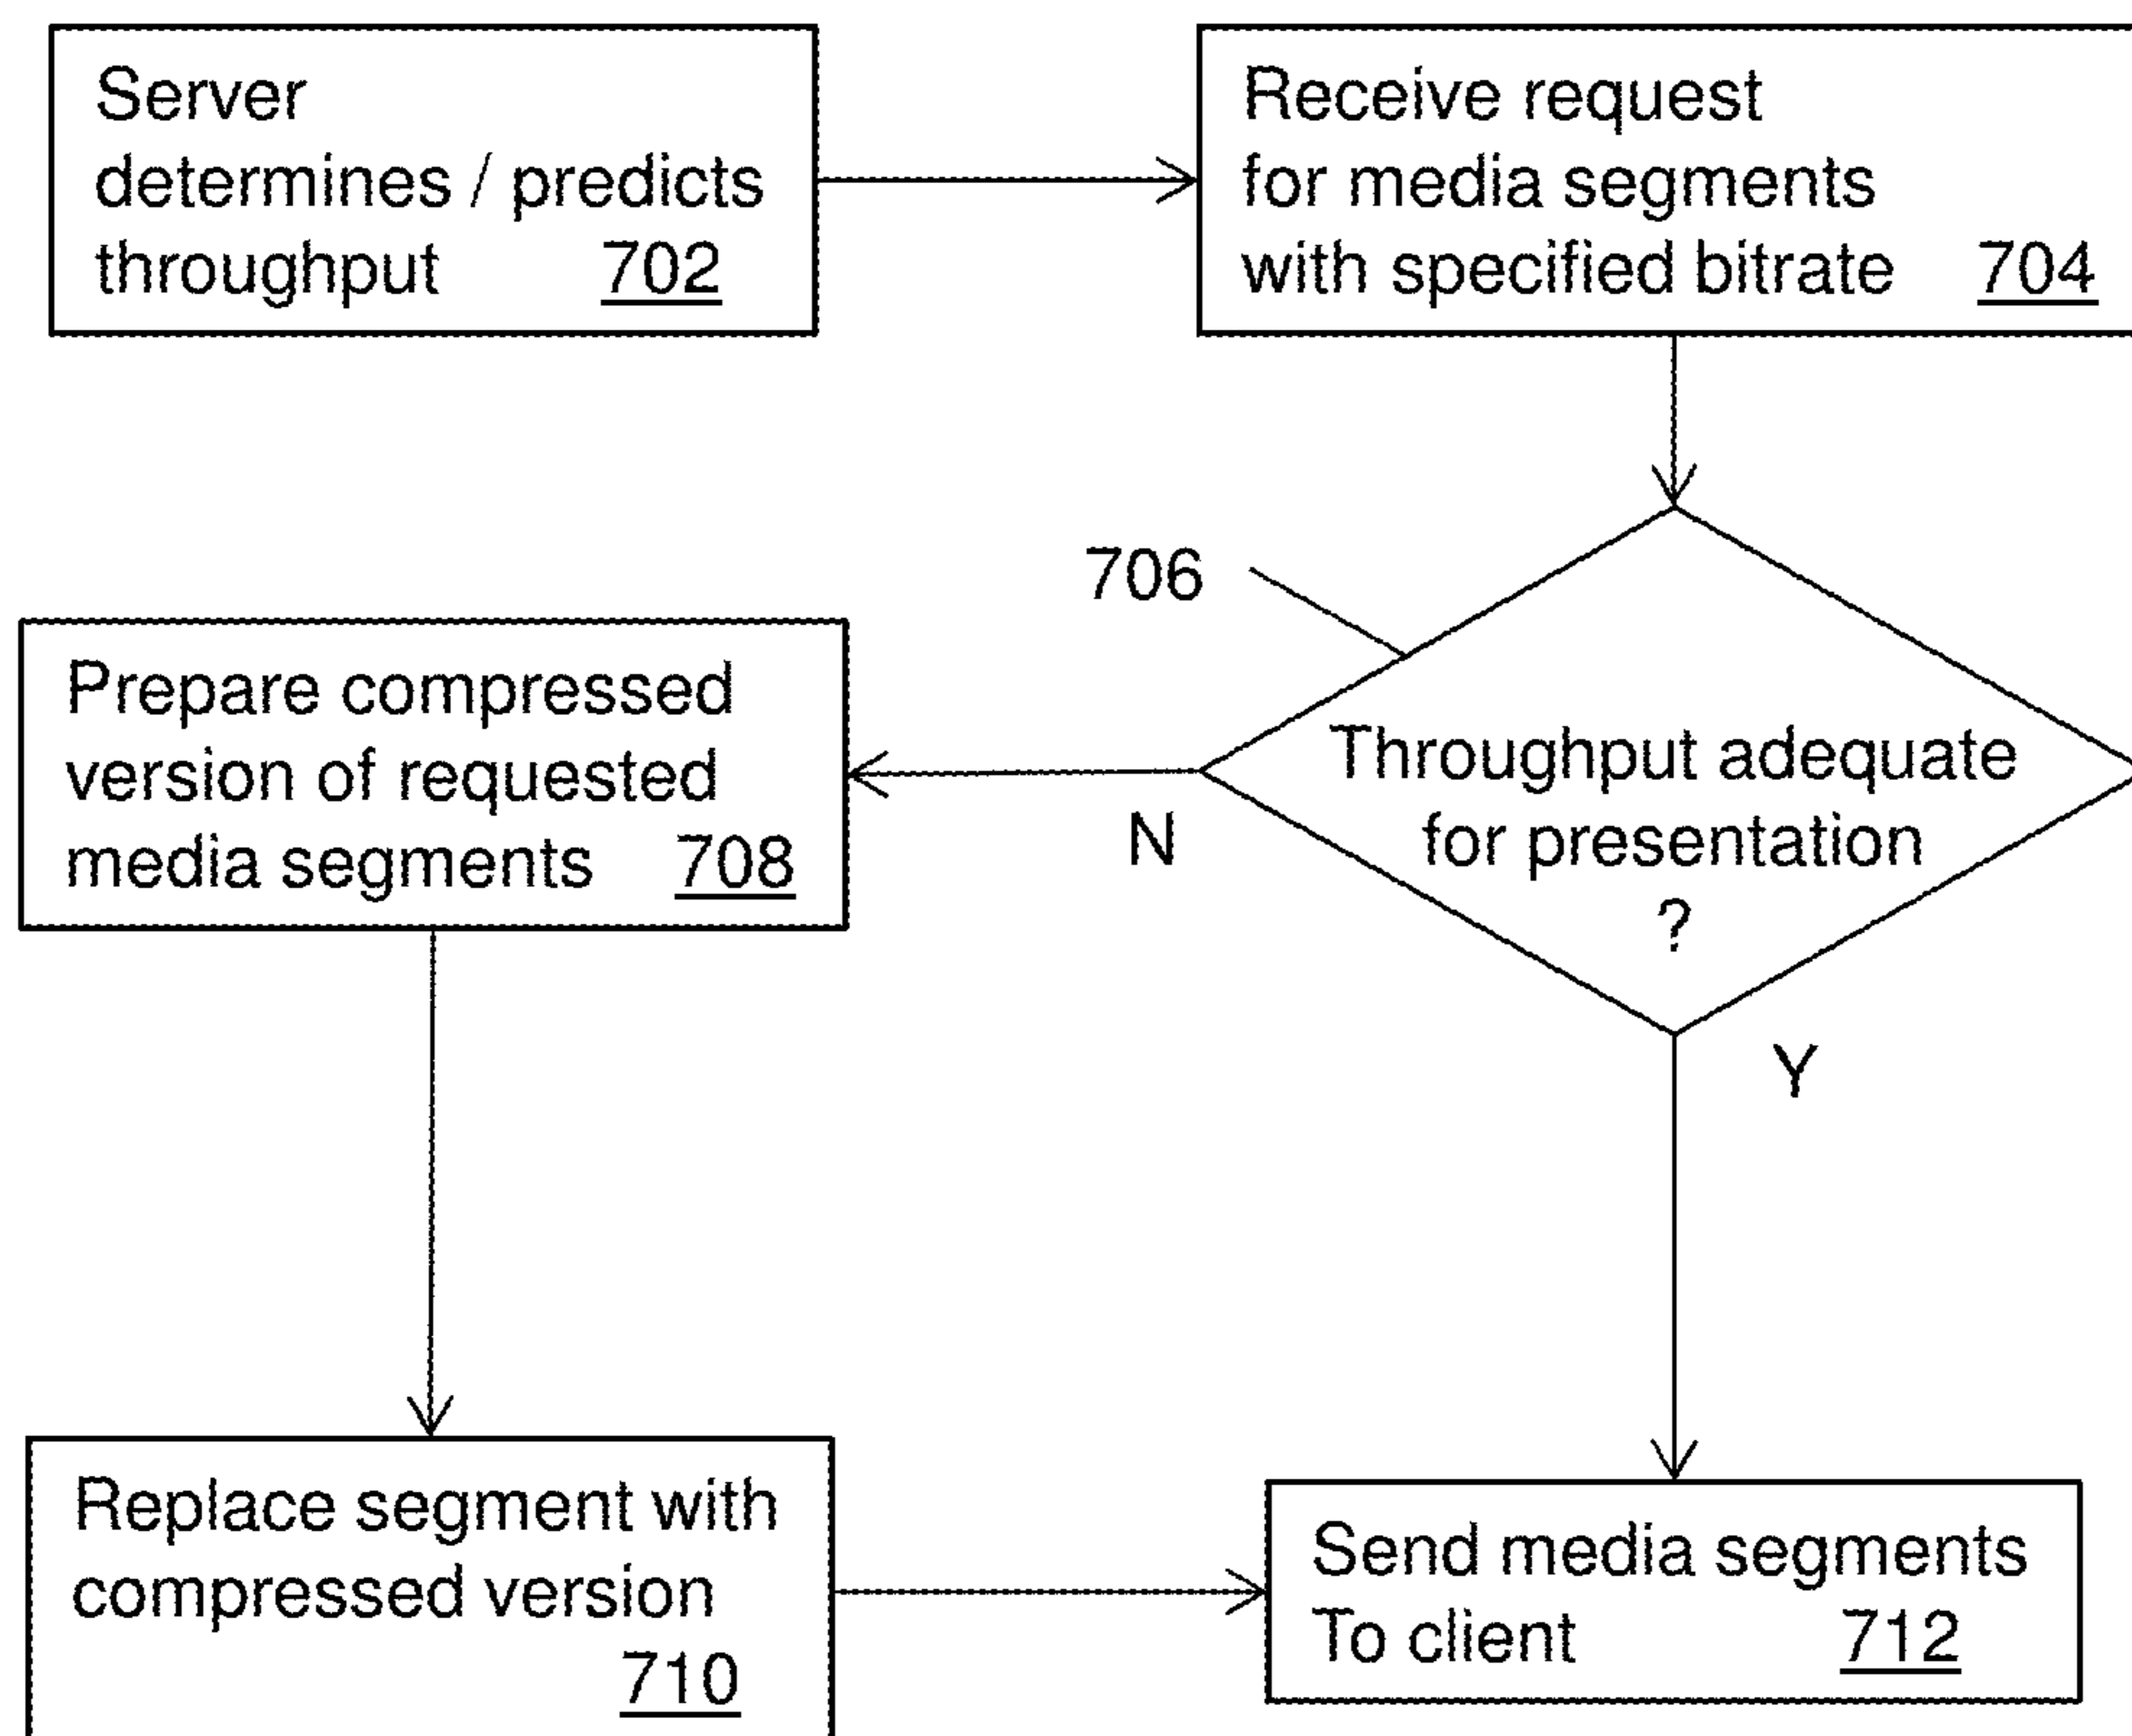 Server
determines / predicts
throughput 702
Receive request
for media segments
with specified bitrate 704
706
Throughput adequate
for presentation
?
N
Y
Prepare compressed
version of requested
media segments 708
Replace segment with
compressed version
710
Send media segments
To client 712